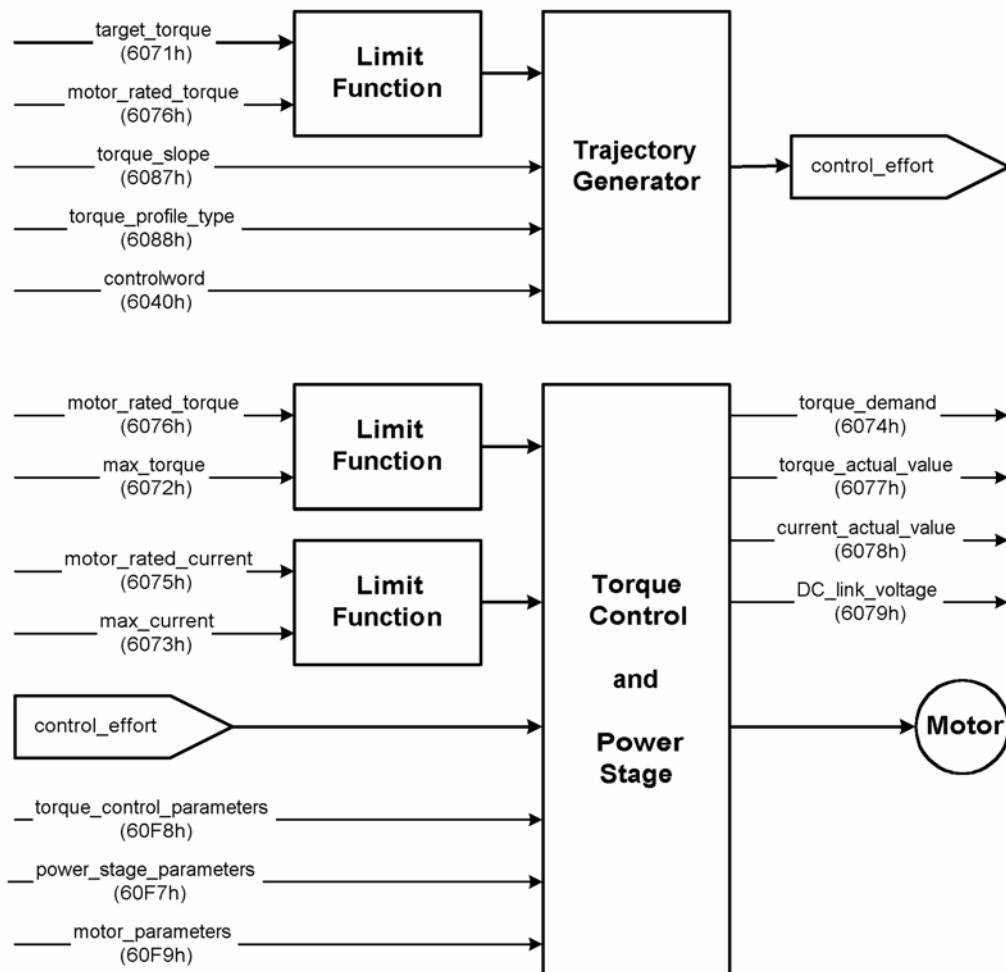 target_torque
(6071h)
motor_rated_torque
(6076h)
Limit
Function
torque_slope
(6087h)
torque_profile_type
(6088h)
controlword
(6040h)
Trajectory
Generator
control_effort
motor_rated_torque
(6076h)
max_torque
(6072h)
Limit
Function
motor_rated_current
(6075h)
max_current
(6073h)
Limit
Function
control_effort
torque_control_parameters
(60F8h)
power_stage_parameters
(60F7h)
motor_parameters
(60F9h)
Torque
Control
and
Power
Stage
torque_demand
(6074h)
torque_actual_value
(6077h)
current_actual_value
(6078h)
DC_link_voltage
(6079h)
Motor